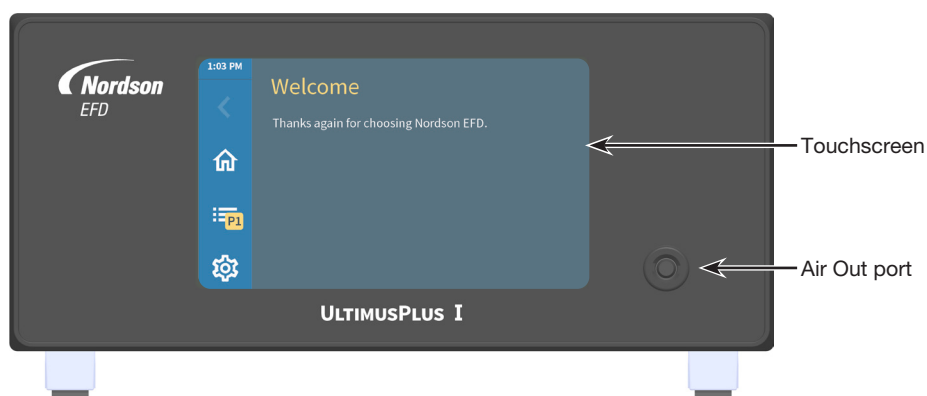 Nordson
EFD
1:03 PM
Welcome
Thanks again for choosing Nordson EFD.
P1
UltimusPlus I
Touchscreen
Air Out port